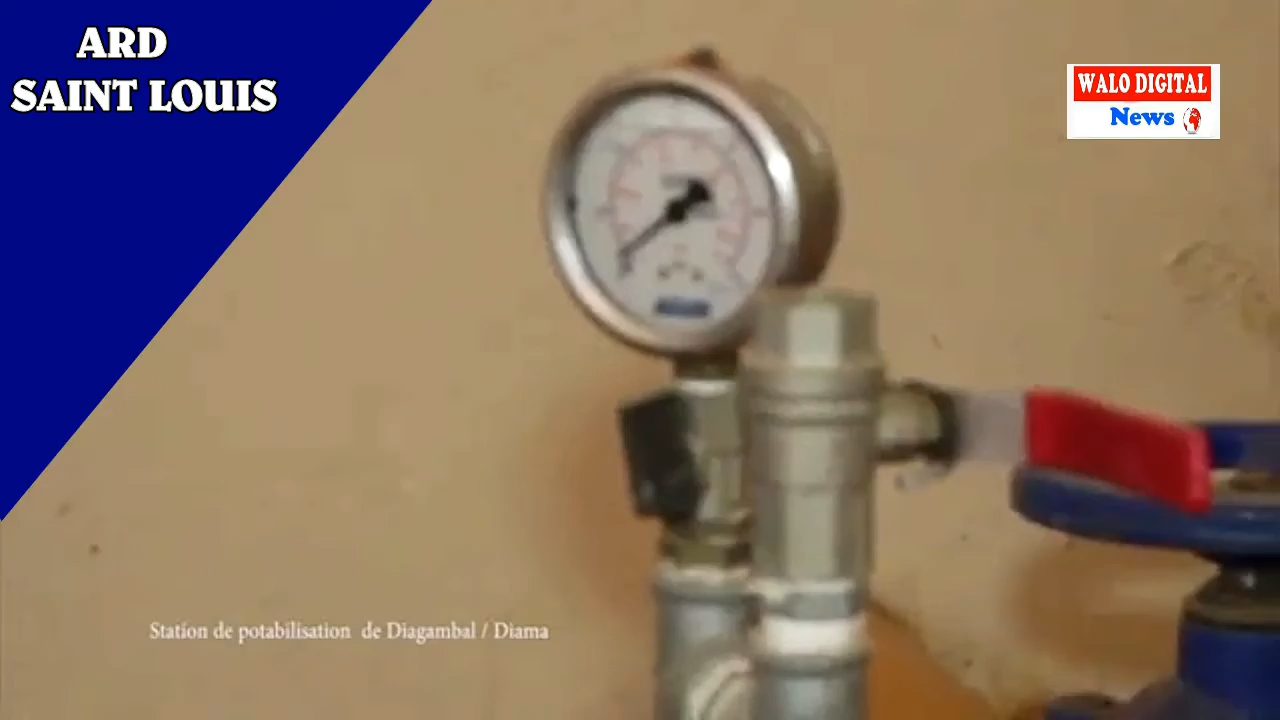 ARD
SAINT LOUIS
WALO DIGITAL
News
Station de potabilisation de Diagambal / Diama